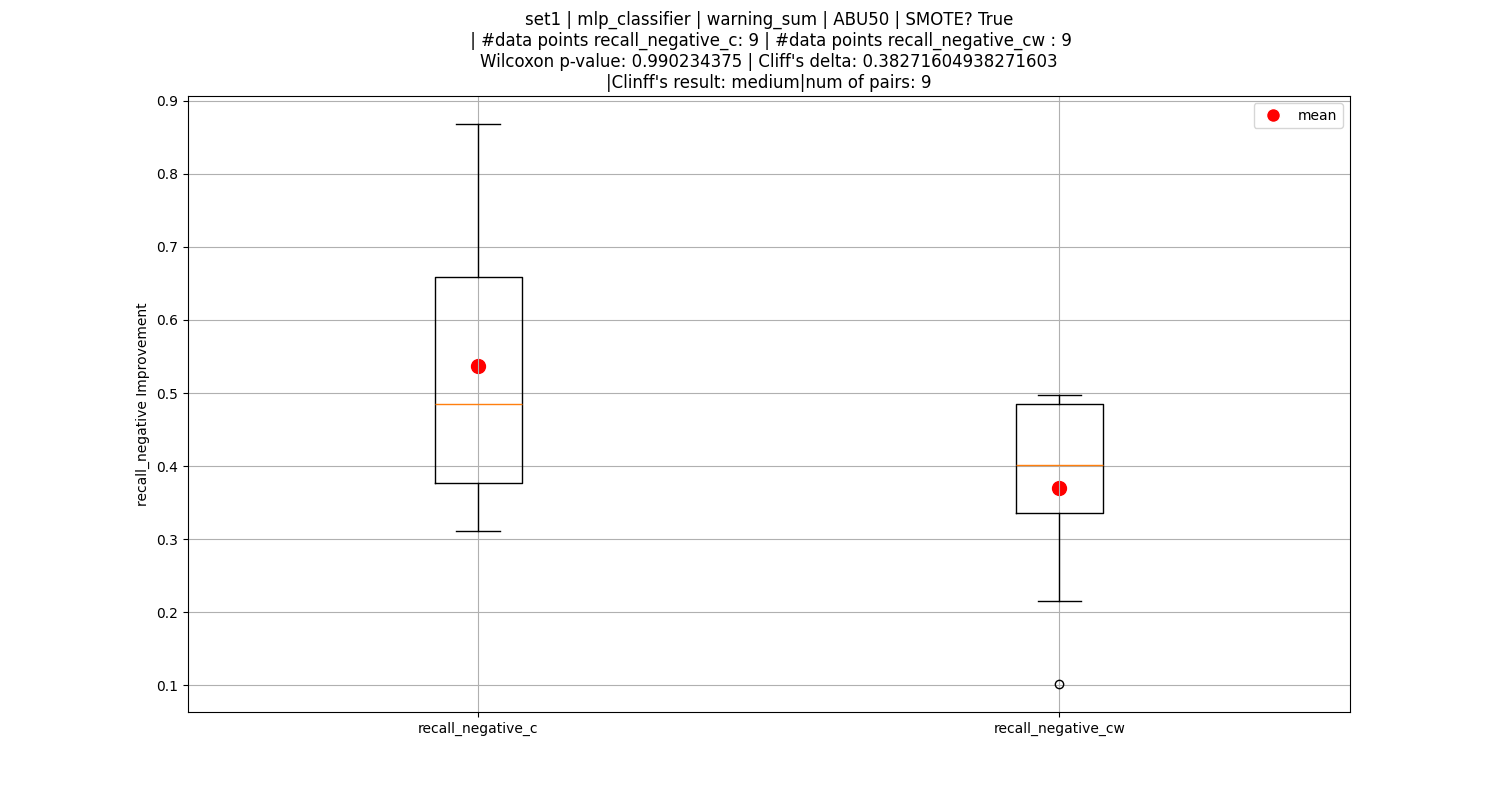 set1 | mlp_classifier | warning_sum | ABU50 | SMOTE? True
| #data points recall_negative_c: 9 | #data points recall_negative_cw : 9
Wilcoxon p-value: 0.990234375 | Cliff's delta: 0.38271604938271603
|Clinff's result: medium|num of pairs: 9
mean
recall_negative Improvement
0.9
0.8
0.7
0.6
0.5
0.4
0.3
0.2
0.1
recall_negative_c
recall_negative_cw